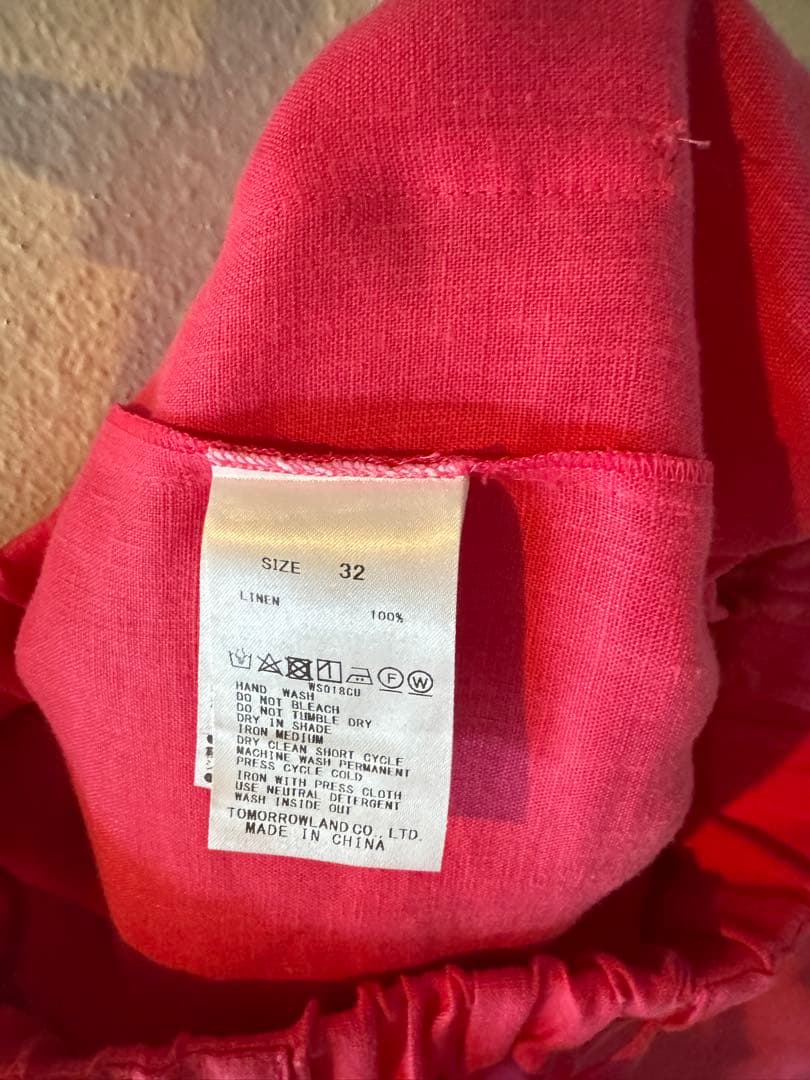 SIZE 32
LINEN
100%
F W
WS018CU
HAND WASH
DO NOT BLEACH
DO NOT TUMBLE DRY
DRY IN SHADE
IRON MEDIUM
DRY CLEAN SHORT CYCLE
MACHINE WASH PERMANENT
PRESS CYCLE COLD
IRON WITH PRESS CLOTH
USE NEUTRAL DETERGENT
WASH INSIDE OUT
TOMORROWLAND CO., LTD.
MADE IN CHINA